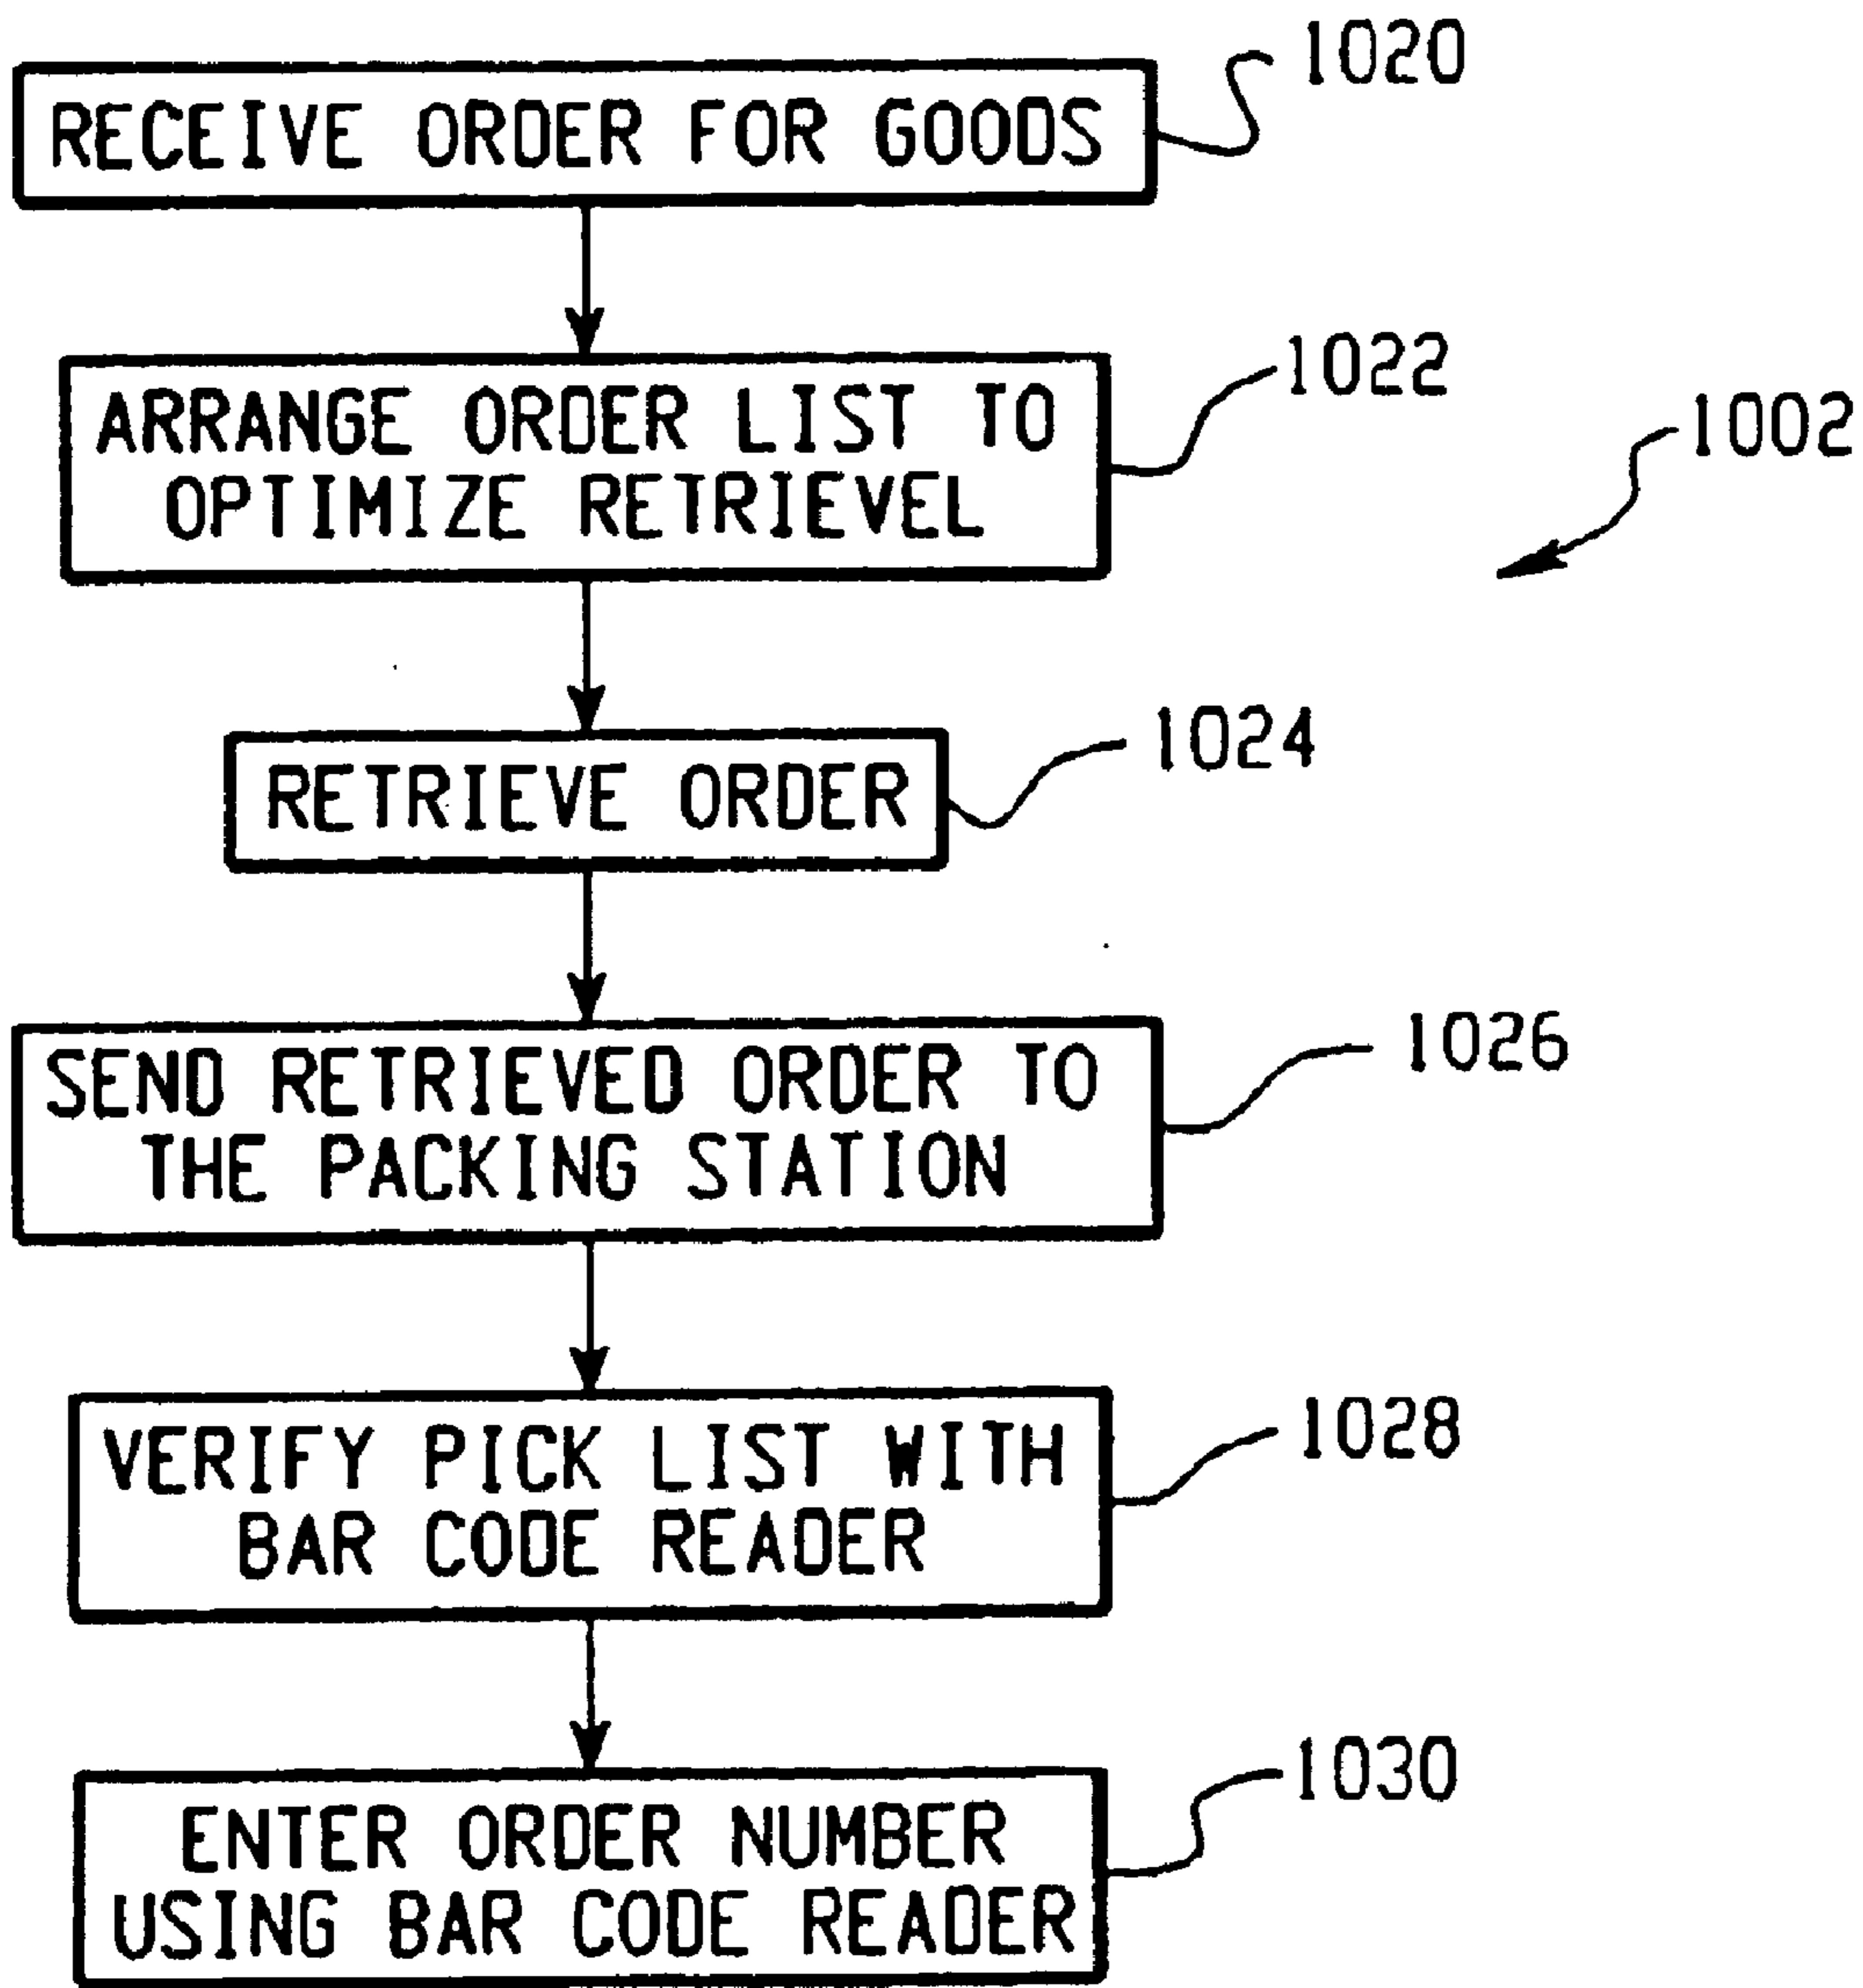 1020
RECEIVE ORDER FOR GOODS
1022
ARRANGE ORDER LIST TO
OPTIMIZE RETRIEVEL
1002
1024
RETRIEVE ORDER
1026
SEND RETRIEVED ORDER TO
THE PACKING STATION
1028
VERIFY PICK LIST WITH
BAR CODE READER
1030
ENTER ORDER NUMBER
USING BAR CODE READER